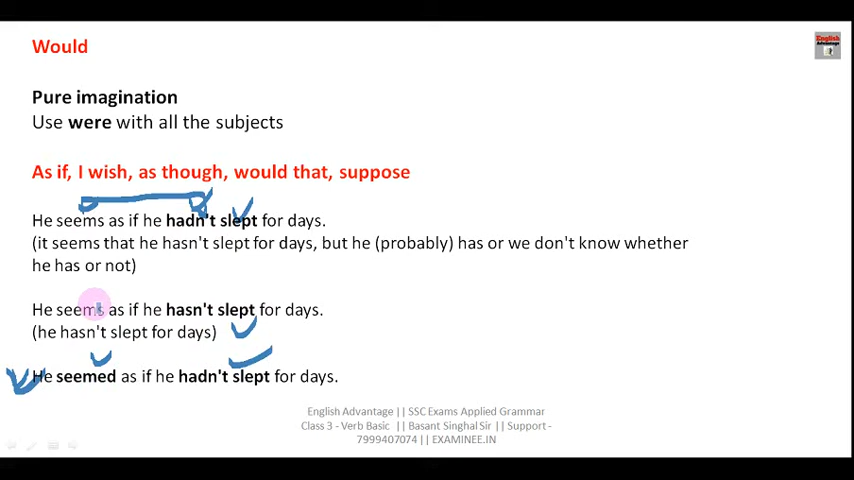 Would
English
Advantage
Pure imagination
Use were with all the subjects
As if, I wish, as though, would that, suppose
He seems as if he hadn't slept for days.
(it seems that he hasn't slept for days, but he (probably) has or we don't know whether
he has or not)
He seems as if he hasn't slept for days.
(he hasn't slept for days)
He seemed as if he hadn't slept for days.
English Advantage || SSC Exams Applied Grammar
Class 3 - Verb Basic || Basant Singhal Sir || Support -
7999407074 || EXAMINEE.IN